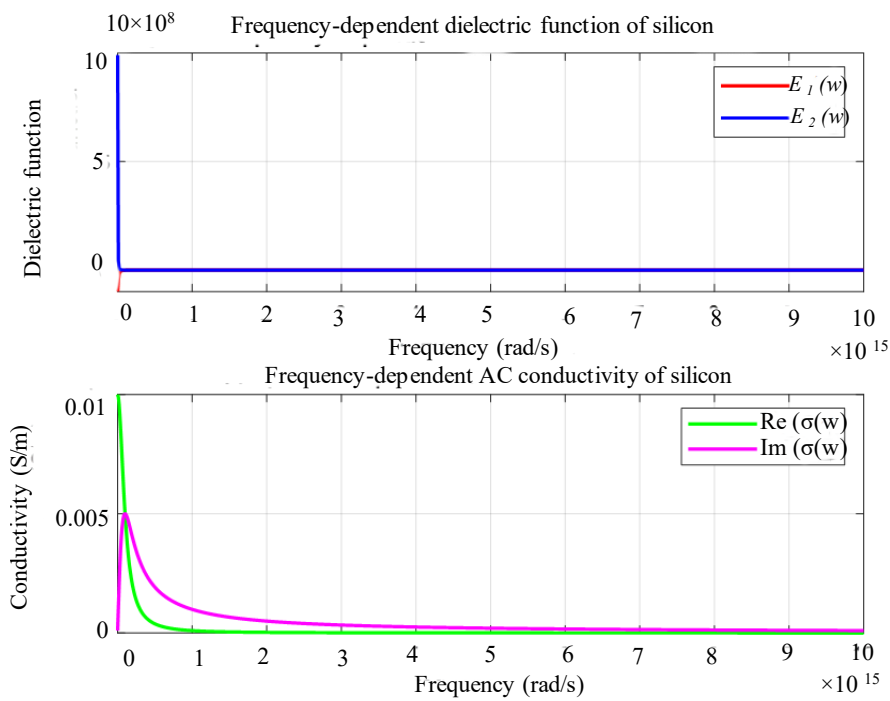 10×10⁸
Frequency-dependent dielectric function of silicon
10
5
0
Dielectric function
E ₁ (w)
E ₂ (w)
0 1 2 3 4 5 6 7 8 9 10
Frequency (rad/s)
×10 ¹⁵
Frequency-dependent AC conductivity of silicon
0.01
0.005
0
Conductivity (S/m)
Re (σ(w)
Im (σ(w)
0 1 2 3 4 5 6 7 8 9 10
Frequency (rad/s)
×10 ¹⁵